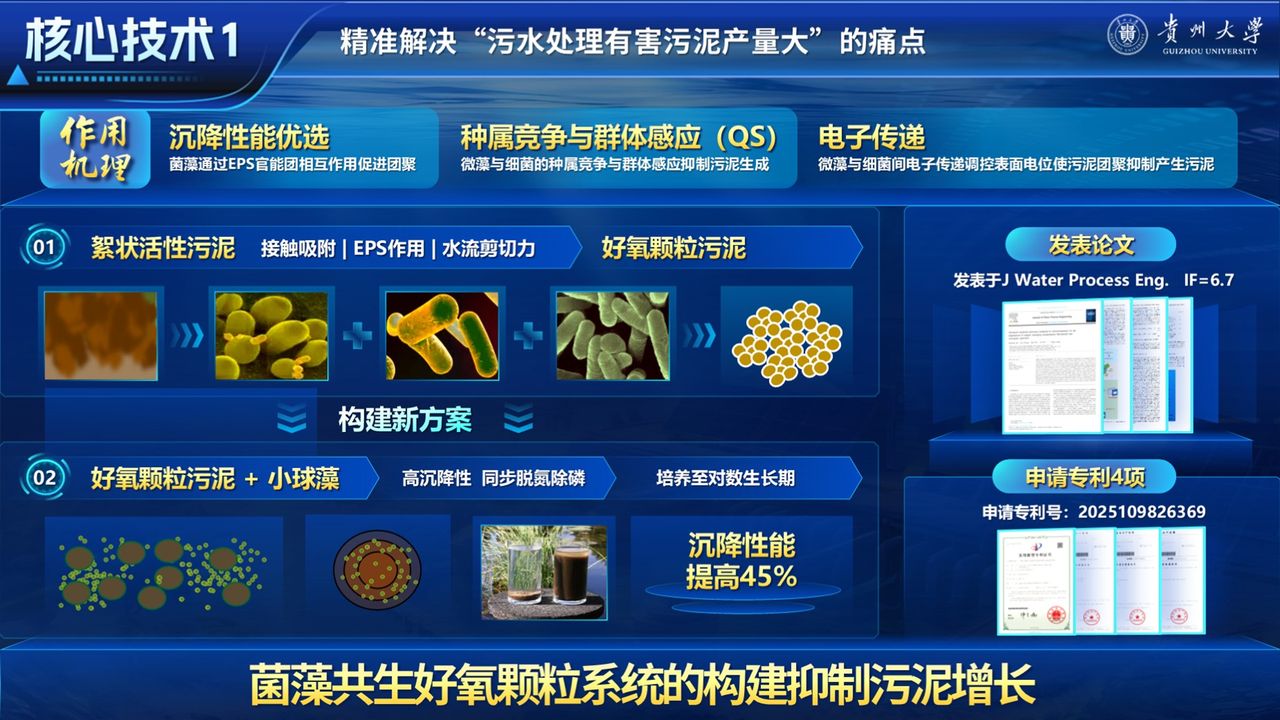 核心技术1
精准解决“污水处理有害污泥产量大”的痛点
贵州大学
GUIZHOU UNIVERSITY
作用
机理
沉降性能优选
菌藻通过EPS官能团相互作用促进团聚
种属竞争与群体感应（QS）
微藻与细菌的种属竞争与群体感应抑制污泥生成
电子传递
微藻与细菌间电子传递调控表面电位使污泥团聚抑制产生污泥
01
絮状活性污泥
接触吸附 | EPS作用 | 水流剪切力
好氧颗粒污泥
构建新方案
02
好氧颗粒污泥 + 小球藻
高沉降性 同步脱氮除磷
培养至对数生长期
沉降性能
提高45%
发表论文
发表于J Water Process Eng. IF=6.7
申请专利4项
申请专利号：2025109826369
菌藻共生好氧颗粒系统的构建抑制污泥增长